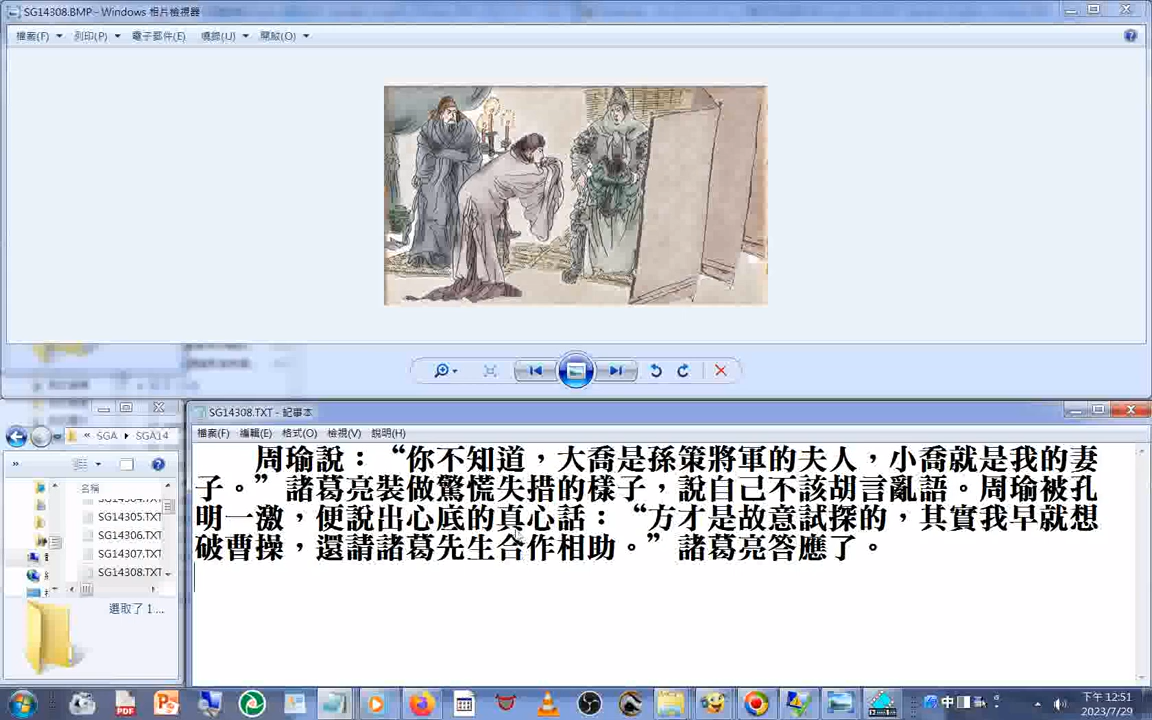 SG14308.BMP - Windows 相片檢視器
檔案(F) 列印(P) 電子郵件(E) 燒錄(U) 開啟(O)
SG14308.TXT - 記事本
檔案(F) 編輯(E) 格式(O) 檢視(V) 說明(H)
周瑜說：“你不知道，大喬是孫策將軍的夫人，小喬就是我的妻
子。”諸葛亮裝做驚慌失措的樣子，說自己不該胡言亂語。周瑜被孔
明一激，便說出心底的真心話：“方才是故意試探的，其實我早就想
破曹操，還請諸葛先生合作相助。”諸葛亮答應了。
« SGA ▸ SGA14
名稱
SG14305.TXT
SG14306.TXT
SG14307.TXT
SG14308.TXT
選取了 1 ...
PDF
中
下午 12:51
2023/7/29